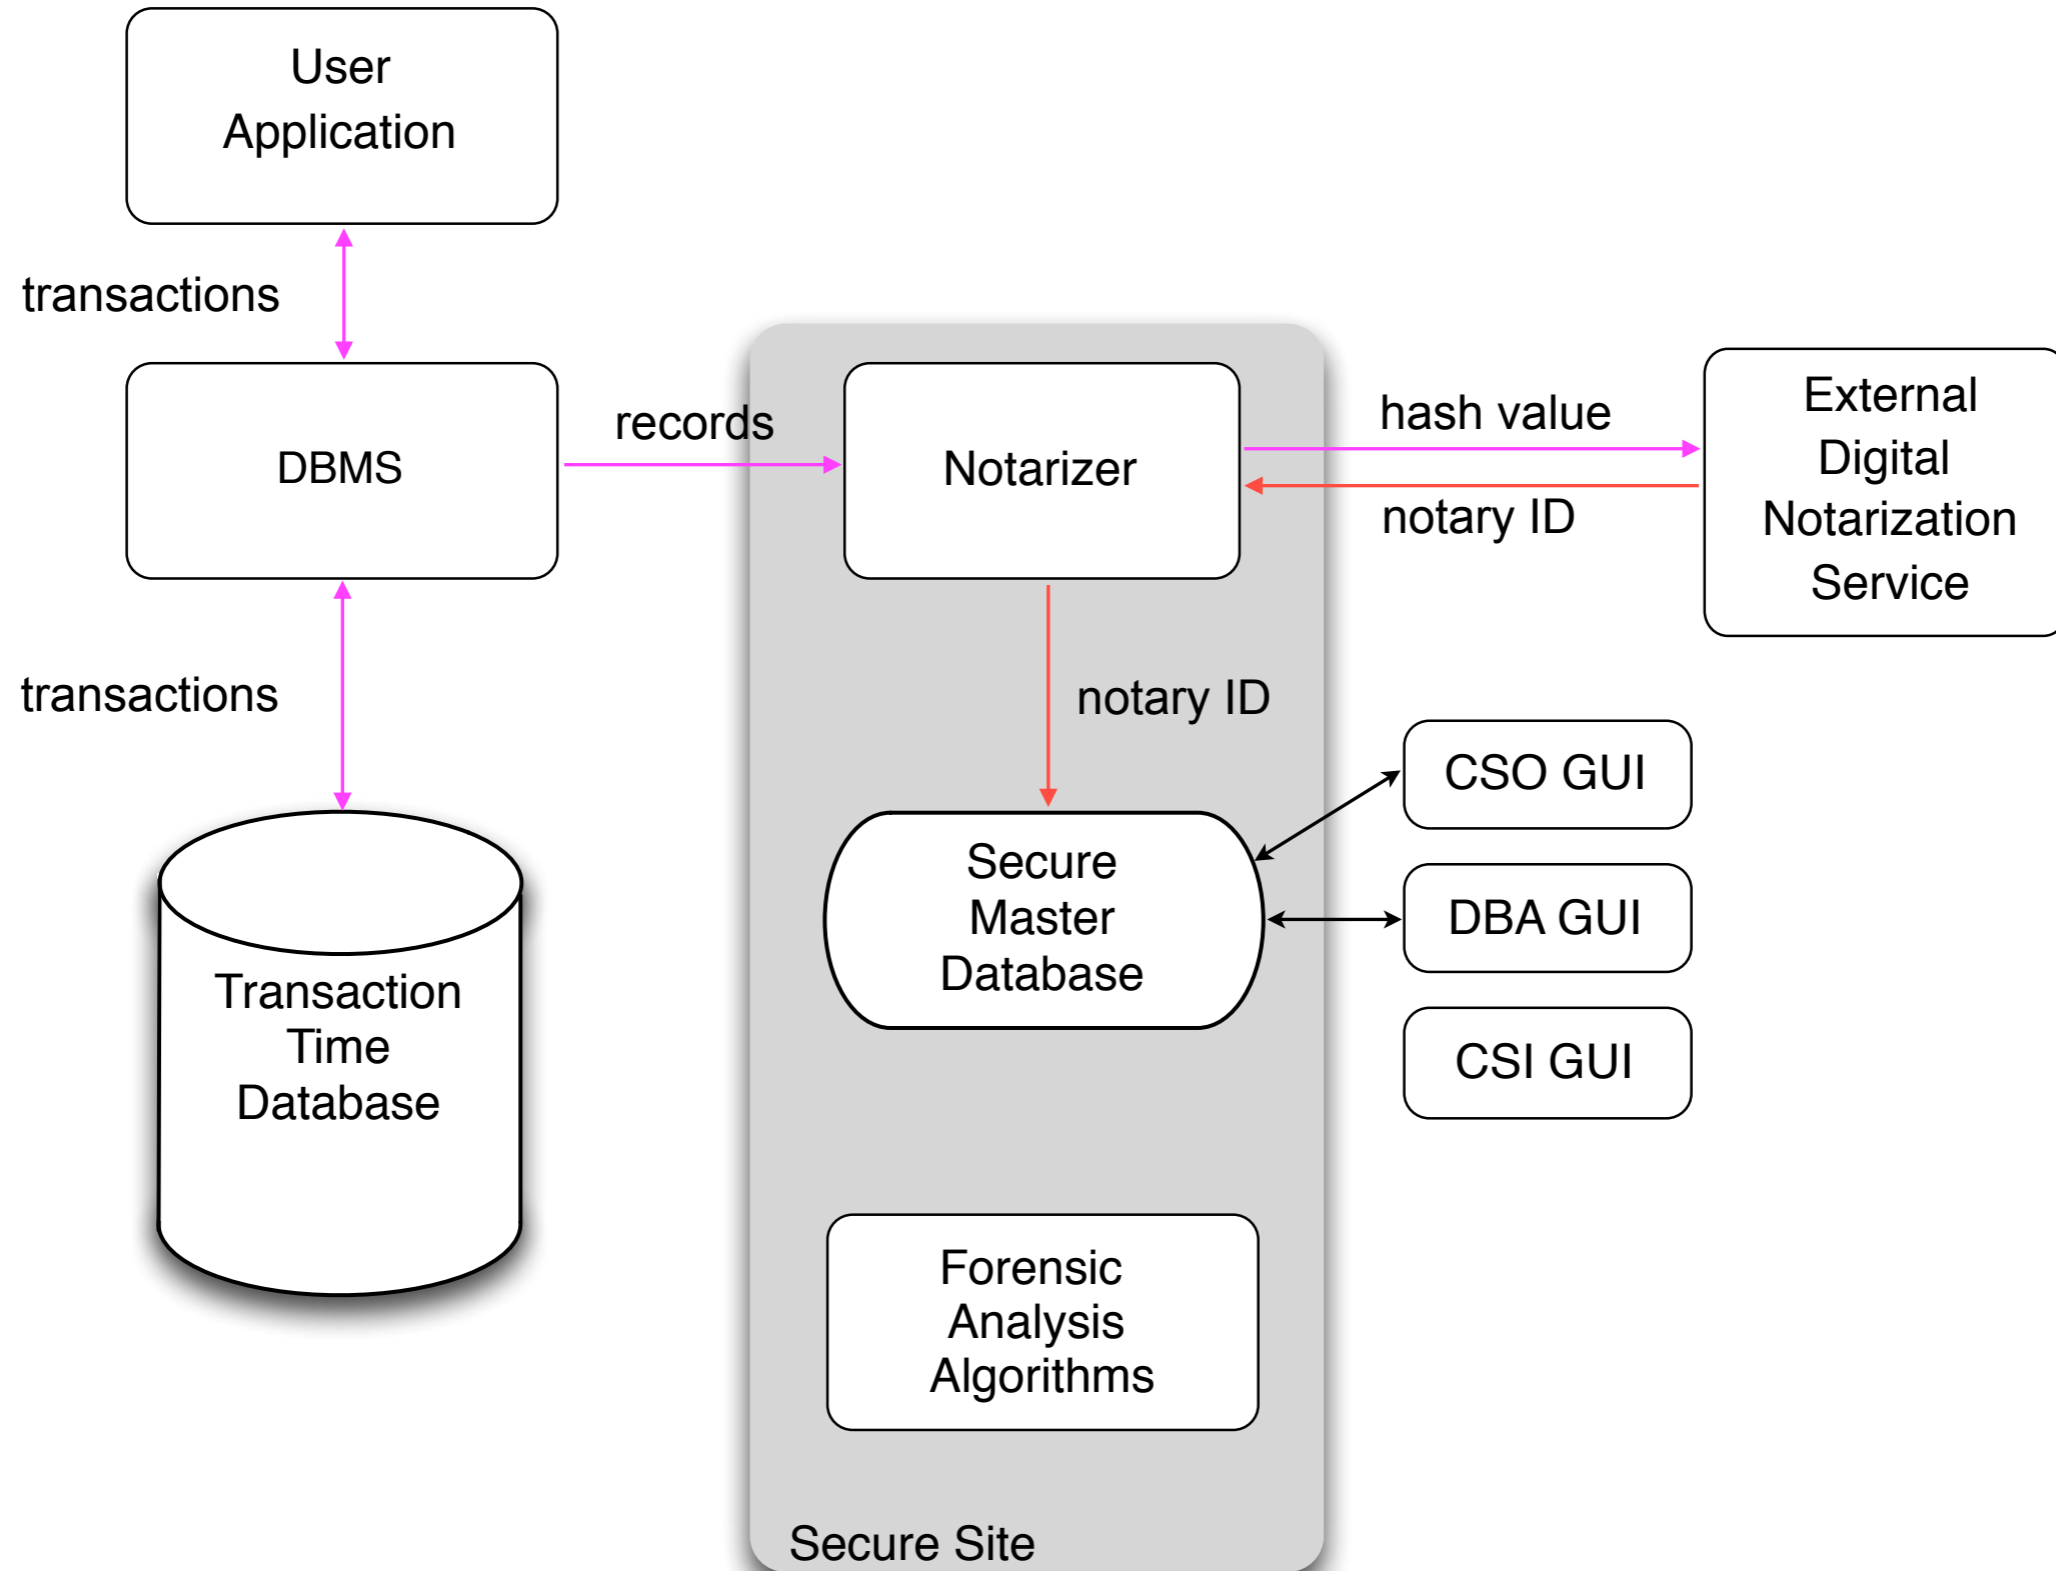 User
Application
transactions
DBMS
records
Notarizer
hash value
notary ID
External
Digital
Notarization
Service
transactions
notary ID
Transaction
Time
Database
Secure
Master
Database
CSO GUI
DBA GUI
CSI GUI
Forensic
Analysis
Algorithms
Secure Site